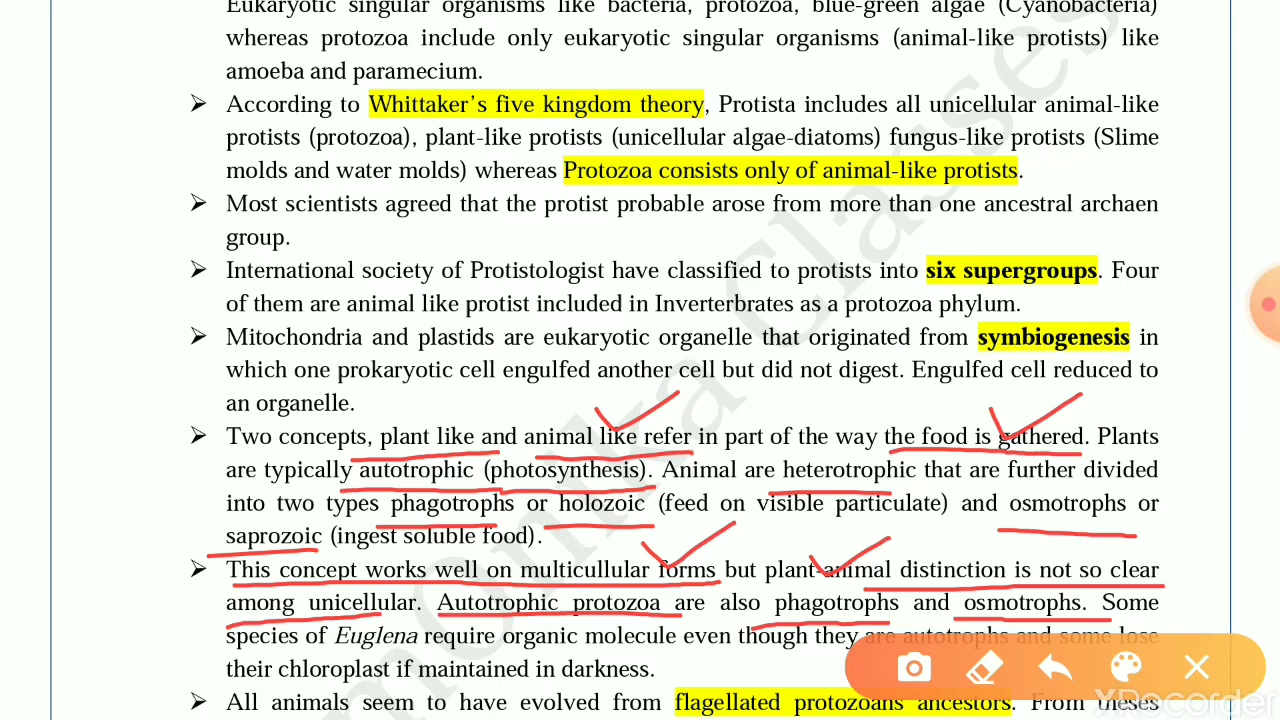 Eukaryotic singular organisms like bacteria, protozoa, blue-green algae (Cyanobacteria)
whereas protozoa include only eukaryotic singular organisms (animal-like protists) like
amoeba and paramecium.
➢ According to Whittaker's five kingdom theory, Protista includes all unicellular animal-like
protists (protozoa), plant-like protists (unicellular algae-diatoms) fungus-like protists (Slime
molds and water molds) whereas Protozoa consists only of animal-like protists.
➢ Most scientists agreed that the protist probable arose from more than one ancestral archaen
group.
➢ International society of Protistologist have classified to protists into six supergroups. Four
of them are animal like protist included in Inverterbrates as a protozoa phylum.
➢ Mitochondria and plastids are eukaryotic organelle that originated from symbiogenesis in
which one prokaryotic cell engulfed another cell but did not digest. Engulfed cell reduced to
an organelle.
➢ Two concepts, plant like and animal like refer in part of the way the food is gathered. Plants
are typically autotrophic (photosynthesis). Animal are heterotrophic that are further divided
into two types phagotrophs or holozoic (feed on visible particulate) and osmotrophs or
saprozoic (ingest soluble food).
➢ This concept works well on multicullular forms but plant-animal distinction is not so clear
among unicellular. Autotrophic protozoa are also phagotrophs and osmotrophs. Some
species of Euglena require organic molecule even though they are autotrophs and some lose
their chloroplast if maintained in darkness.
➢ All animals seem to have evolved from flagellated protozoans ancestors. From theses
Classes
XRecorder